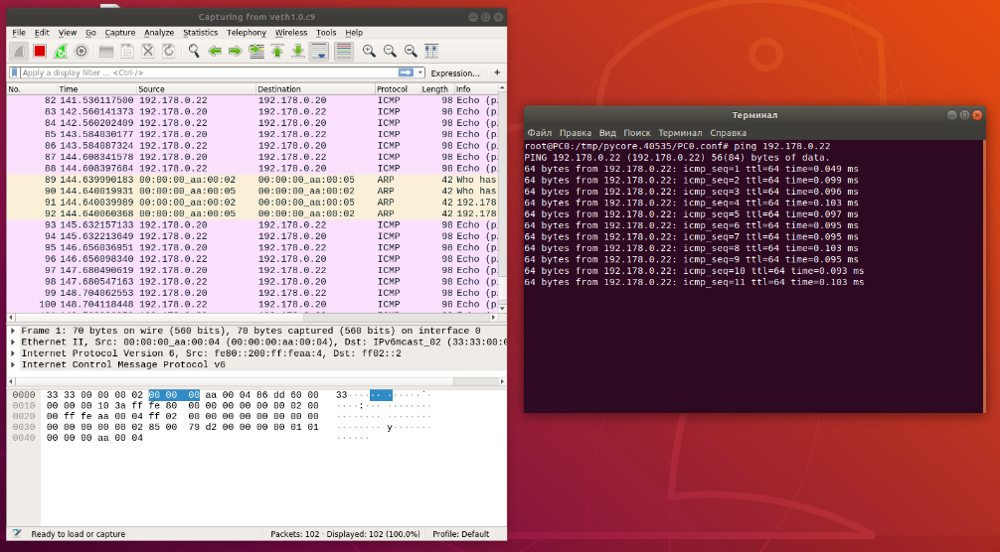 Capturing from veth1.0.c9
File Edit View Go Capture Analyze Statistics Telephony Wireless Tools Help
Apply a display filter ... <Ctrl-/> Expression... +
No. Time Source Destination Protocol Length Info
82 141.536117500 192.178.0.22 192.178.0.20 ICMP 98 Echo (pi
83 142.560141373 192.178.0.20 192.178.0.22 ICMP 98 Echo (pi
84 142.560202409 192.178.0.22 192.178.0.20 ICMP 98 Echo (pi
85 143.584030177 192.178.0.20 192.178.0.22 ICMP 98 Echo (pi
86 143.584087324 192.178.0.22 192.178.0.20 ICMP 98 Echo (pi
87 144.608341578 192.178.0.20 192.178.0.22 ICMP 98 Echo (pi
88 144.608397684 192.178.0.22 192.178.0.20 ICMP 98 Echo (pi
89 144.639990183 00:00:00_aa:00:02 00:00:00_aa:00:05 ARP 42 Who has
90 144.640019931 00:00:00_aa:00:05 00:00:00_aa:00:02 ARP 42 Who has
91 144.640039989 00:00:00_aa:00:02 00:00:00_aa:00:05 ARP 42 192.178
92 144.640060368 00:00:00_aa:00:05 00:00:00_aa:00:02 ARP 42 192.178
93 145.632157133 192.178.0.20 192.178.0.22 ICMP 98 Echo (pi
94 145.632213649 192.178.0.22 192.178.0.20 ICMP 98 Echo (pi
95 146.656036951 192.178.0.20 192.178.0.22 ICMP 98 Echo (pi
96 146.656098340 192.178.0.22 192.178.0.20 ICMP 98 Echo (pi
97 147.680490619 192.178.0.20 192.178.0.22 ICMP 98 Echo (pi
98 147.680547163 192.178.0.22 192.178.0.20 ICMP 98 Echo (pi
99 148.704062553 192.178.0.20 192.178.0.22 ICMP 98 Echo (pi
100 148.704118448 192.178.0.22 192.178.0.20 ICMP 98 Echo (pi
Frame 1: 70 bytes on wire (560 bits), 70 bytes captured (560 bits) on interface 0
Ethernet II, Src: 00:00:00_aa:00:04 (00:00:00:aa:00:04), Dst: IPv6mcast_02 (33:33:00:0
Internet Protocol Version 6, Src: fe80::200:ff:feaa:4, Dst: ff02::2
Internet Control Message Protocol v6
0000 33 33 00 00 00 02 00 00 00 aa 00 04 86 dd 60 00 33···· ·· ······`·
0010 00 00 00 10 3a ff fe 80 00 00 00 00 00 00 02 00 ····:··· ········
0020 00 ff fe aa 00 04 ff 02 00 00 00 00 00 00 00 00 ········ ········
0030 00 00 00 00 00 02 85 00 79 d2 00 00 00 00 01 01 ········ y·······
0040 00 00 00 aa 00 04 ······
Ready to load or capture Packets: 102 · Displayed: 102 (100.0%) Profile: Default
Терминал
Файл Правка Вид Поиск Терминал Справка
root@PC0:/tmp/pycore.40535/PC0.conf# ping 192.178.0.22
PING 192.178.0.22 (192.178.0.22) 56(84) bytes of data.
64 bytes from 192.178.0.22: icmp_seq=1 ttl=64 time=0.049 ms
64 bytes from 192.178.0.22: icmp_seq=2 ttl=64 time=0.099 ms
64 bytes from 192.178.0.22: icmp_seq=3 ttl=64 time=0.096 ms
64 bytes from 192.178.0.22: icmp_seq=4 ttl=64 time=0.103 ms
64 bytes from 192.178.0.22: icmp_seq=5 ttl=64 time=0.097 ms
64 bytes from 192.178.0.22: icmp_seq=6 ttl=64 time=0.095 ms
64 bytes from 192.178.0.22: icmp_seq=7 ttl=64 time=0.095 ms
64 bytes from 192.178.0.22: icmp_seq=8 ttl=64 time=0.103 ms
64 bytes from 192.178.0.22: icmp_seq=9 ttl=64 time=0.095 ms
64 bytes from 192.178.0.22: icmp_seq=10 ttl=64 time=0.093 ms
64 bytes from 192.178.0.22: icmp_seq=11 ttl=64 time=0.103 ms